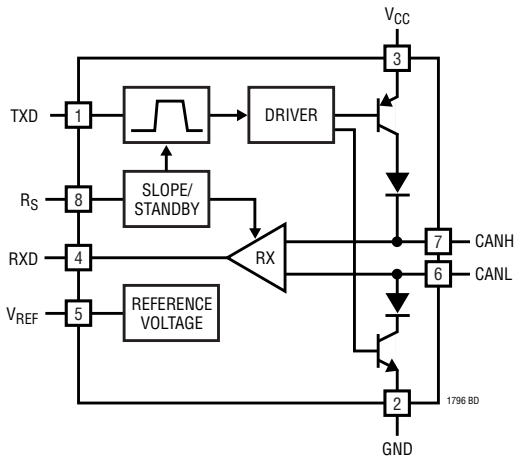 VCC
3
TXD
1
DRIVER
RS
8
SLOPE/
STANDBY
7
CANH
RXD
4
RX
6
CANL
VREF
5
REFERENCE
VOLTAGE
2
1796 BD
GND